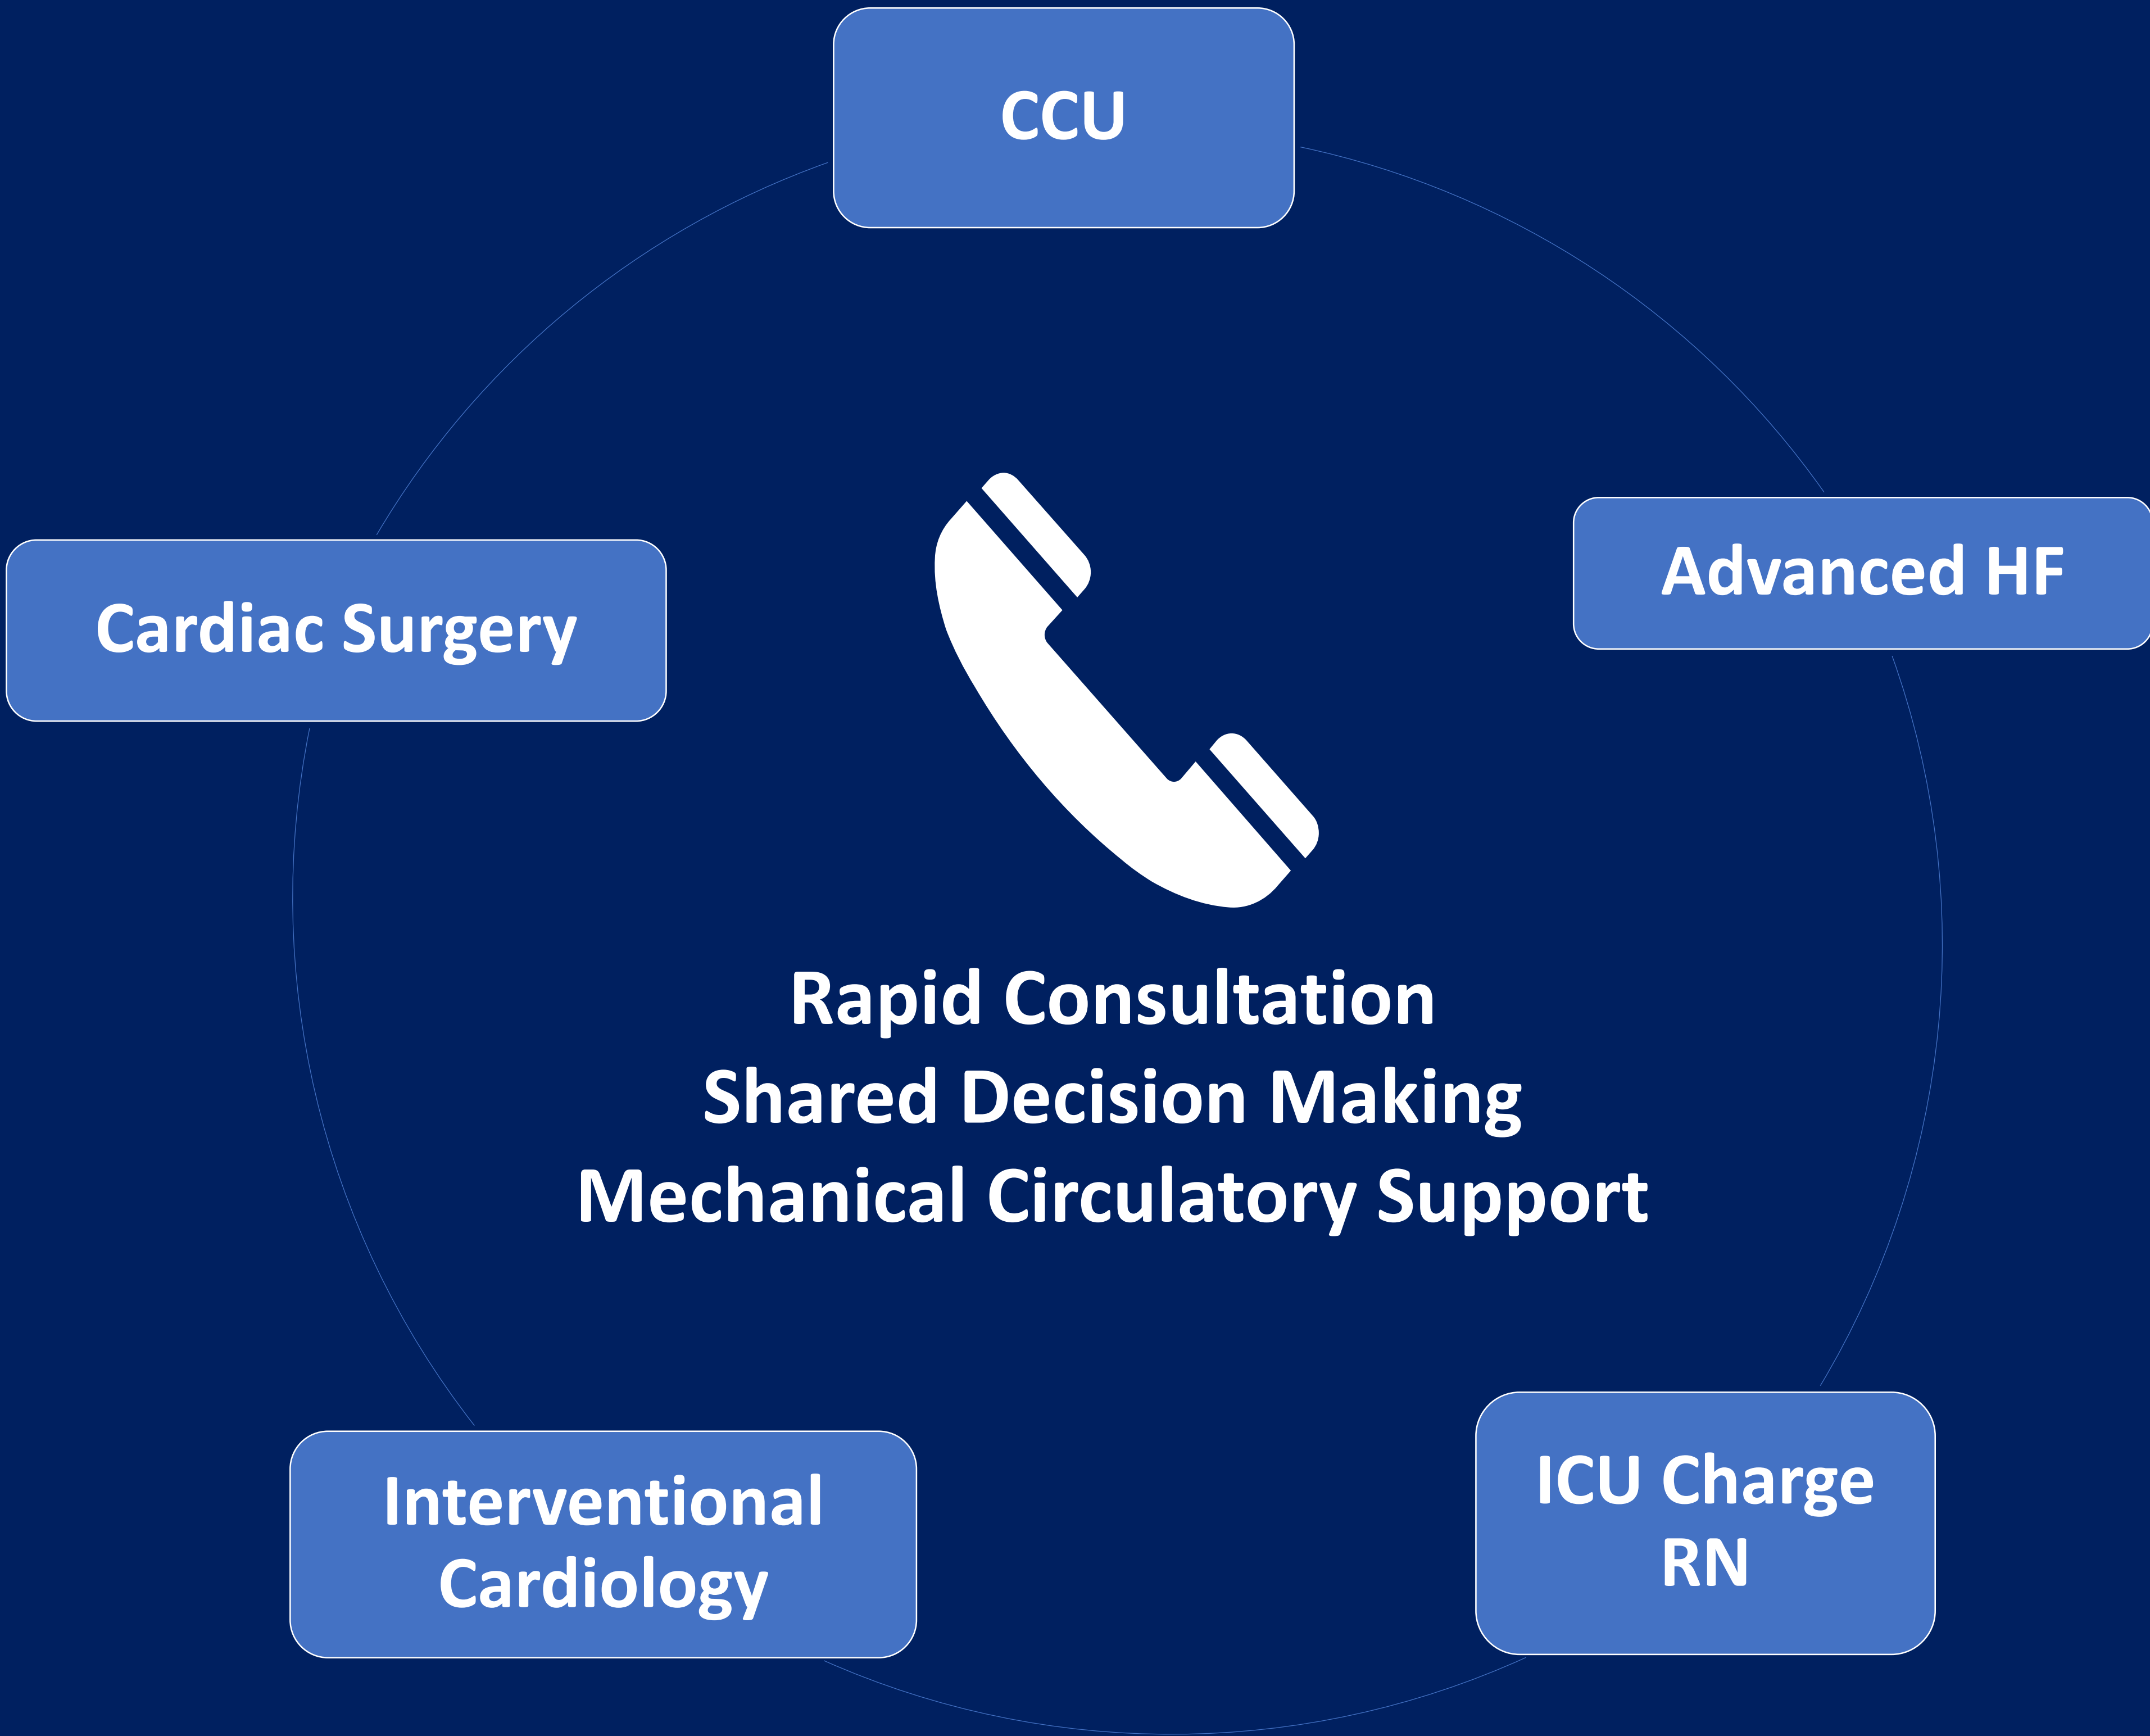 CCU
Advanced HF
Cardiac Surgery
Rapid Consultation
Shared Decision Making
Mechanical Circulatory Support
Interventional
Cardiology
ICU Charge
RN